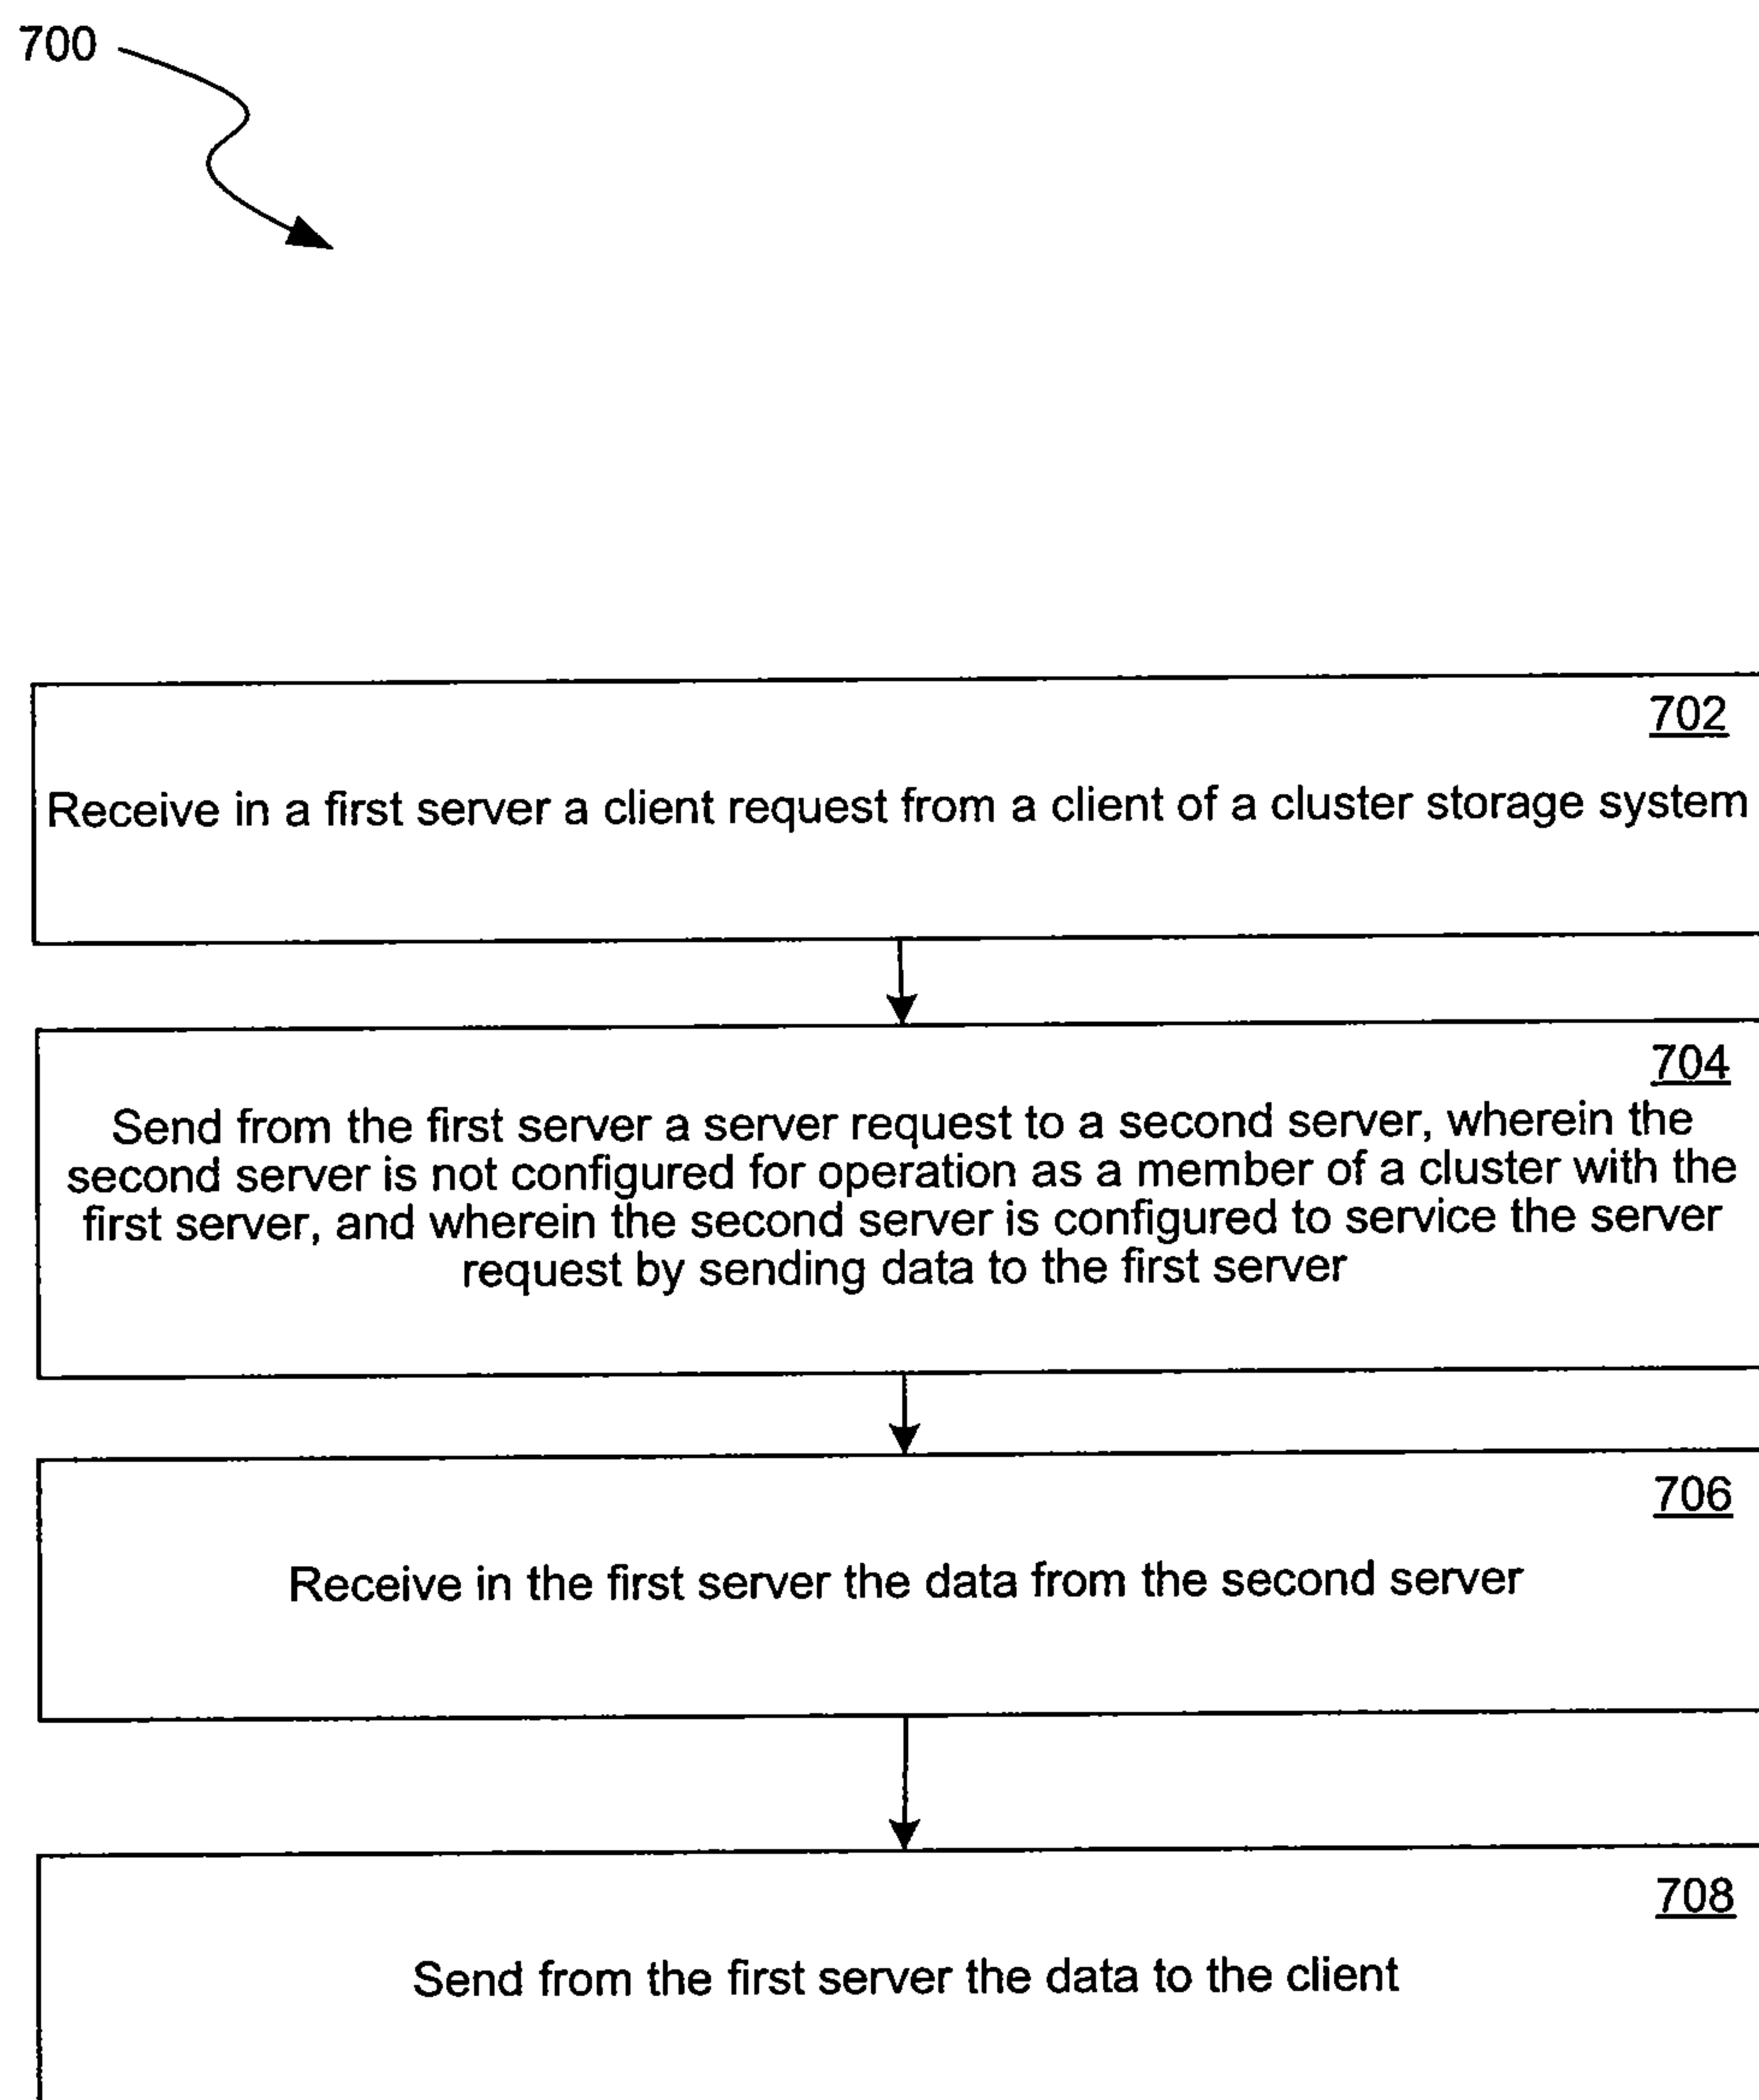 700
702
Receive in a first server a client request from a client of a cluster storage system
704
Send from the first server a server request to a second server, wherein the
second server is not configured for operation as a member of a cluster with the
first server, and wherein the second server is configured to service the server
request by sending data to the first server
706
Receive in the first server the data from the second server
708
Send from the first server the data to the client